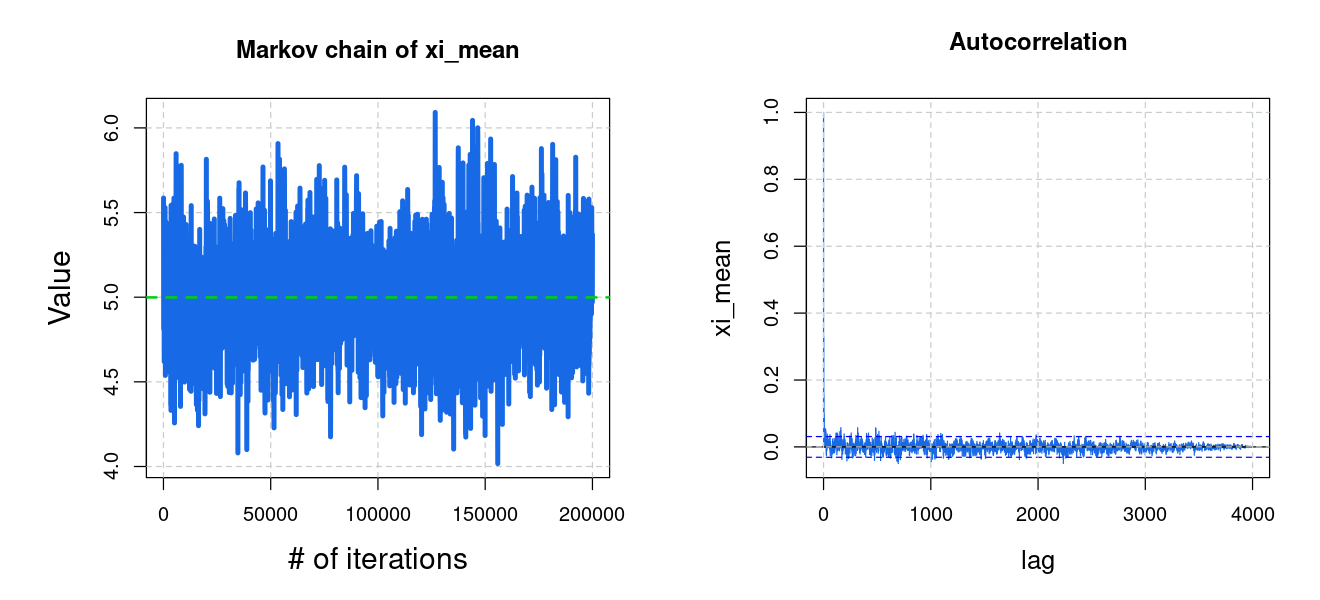 Markov chain of xi_mean
Value
6.0
5.5
5.0
4.5
4.0
0 50000 100000 150000 200000
# of iterations
Autocorrelation
xi_mean
1.0
0.8
0.6
0.4
0.2
0.0
0 1000 2000 3000 4000
lag